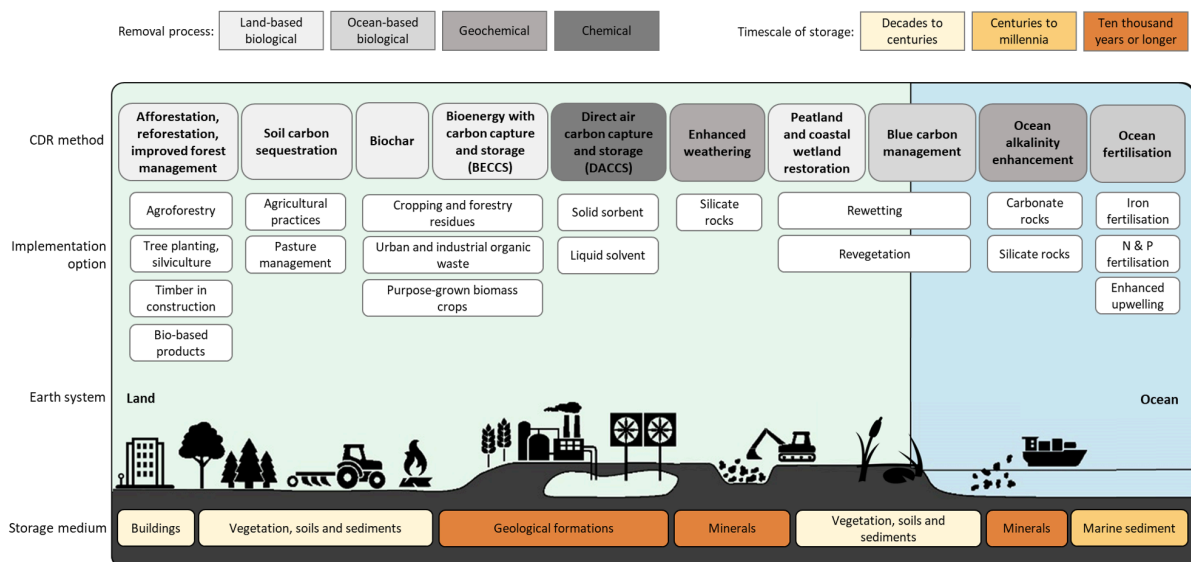 Removal process:
Land-based
biological
Ocean-based
biological
Geochemical
Chemical
Timescale of storage:
Decades to
centuries
Centuries to
millennia
Ten thousand
years or longer
CDR method
Afforestation,
reforestation,
improved forest
management
Soil carbon
sequestration
Biochar
Bioenergy with
carbon capture
and storage
(BECCS)
Direct air
carbon capture
and storage
(DACCS)
Enhanced
weathering
Peatland
and coastal
wetland
restoration
Blue carbon
management
Ocean
alkalinity
enhancement
Ocean
fertilisation
Implementation
option
Agroforestry
Tree planting,
silviculture
Timber in
construction
Bio-based
products
Agricultural
practices
Pasture
management
Cropping and forestry
residues
Urban and industrial organic
waste
Purpose-grown biomass
crops
Solid sorbent
Liquid solvent
Silicate
rocks
Rewetting
Revegetation
Carbonate
rocks
Silicate rocks
Iron
fertilisation
N & P
fertilisation
Enhanced
upwelling
Earth system
Land
Ocean
Storage medium
Buildings
Vegetation, soils and sediments
Geological formations
Minerals
Vegetation, soils and
sediments
Minerals
Marine sediment